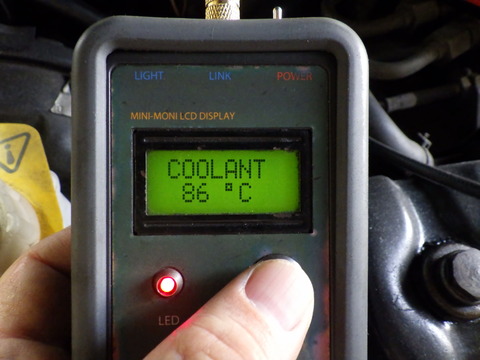 LIGHT LINK POWER
MINI-MONI LCD DISPLAY
COOLANT
86 °C
LED